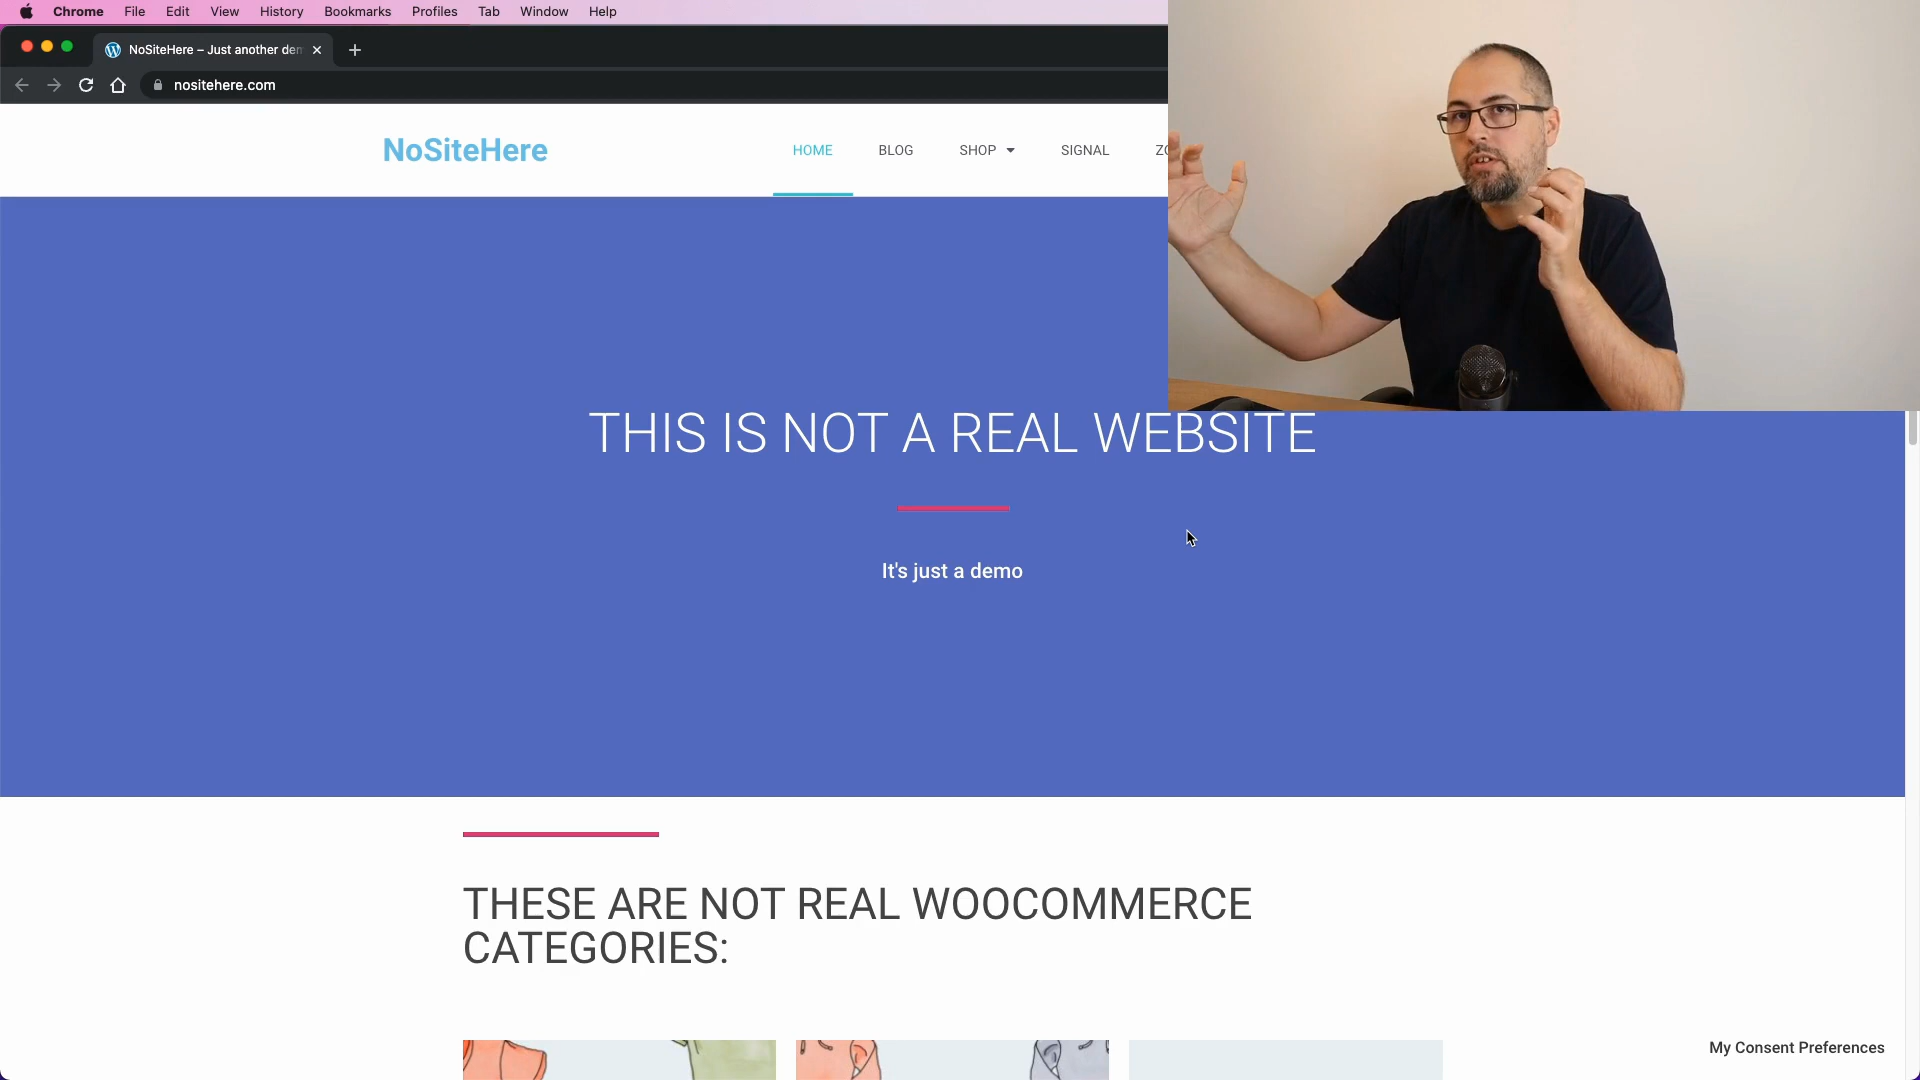 Chrome File Edit View History Bookmarks Profiles Tab Window Help
NoSiteHere – Just another dem
nositehere.com
NoSiteHere HOME BLOG SHOP SIGNAL
THIS IS NOT A REAL WEBSITE
It's just a demo
THESE ARE NOT REAL WOOCOMMERCE
CATEGORIES:
My Consent Preferences